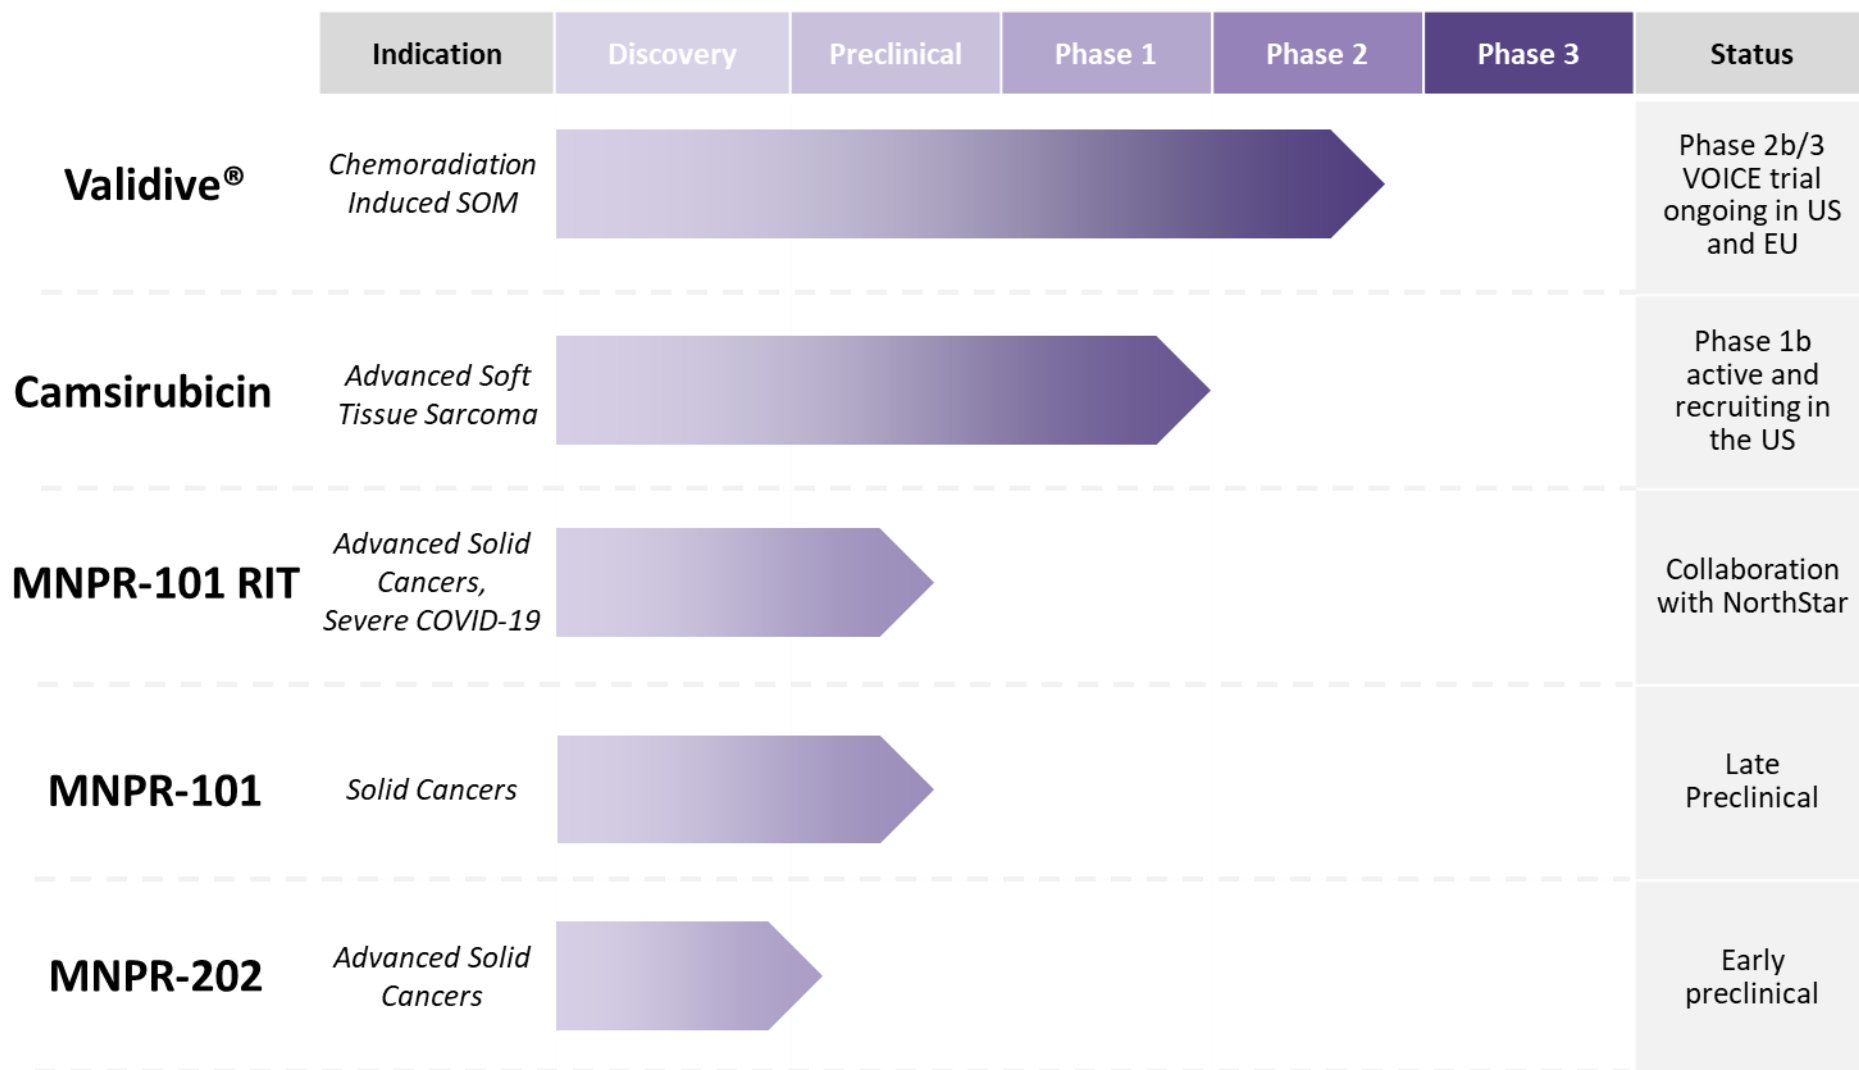 Indication Discovery Preclinical Phase 1 Phase 2 Phase 3 Status
Validive®
Chemoradiation
Induced SOM
Phase 2b/3
VOICE trial
ongoing in US
and EU
Camsirubicin
Advanced Soft
Tissue Sarcoma
Phase 1b
active and
recruiting in
the US
MNPR-101 RIT
Advanced Solid
Cancers,
Severe COVID-19
Collaboration
with NorthStar
MNPR-101
Solid Cancers
Late
Preclinical
MNPR-202
Advanced Solid
Cancers
Early
preclinical